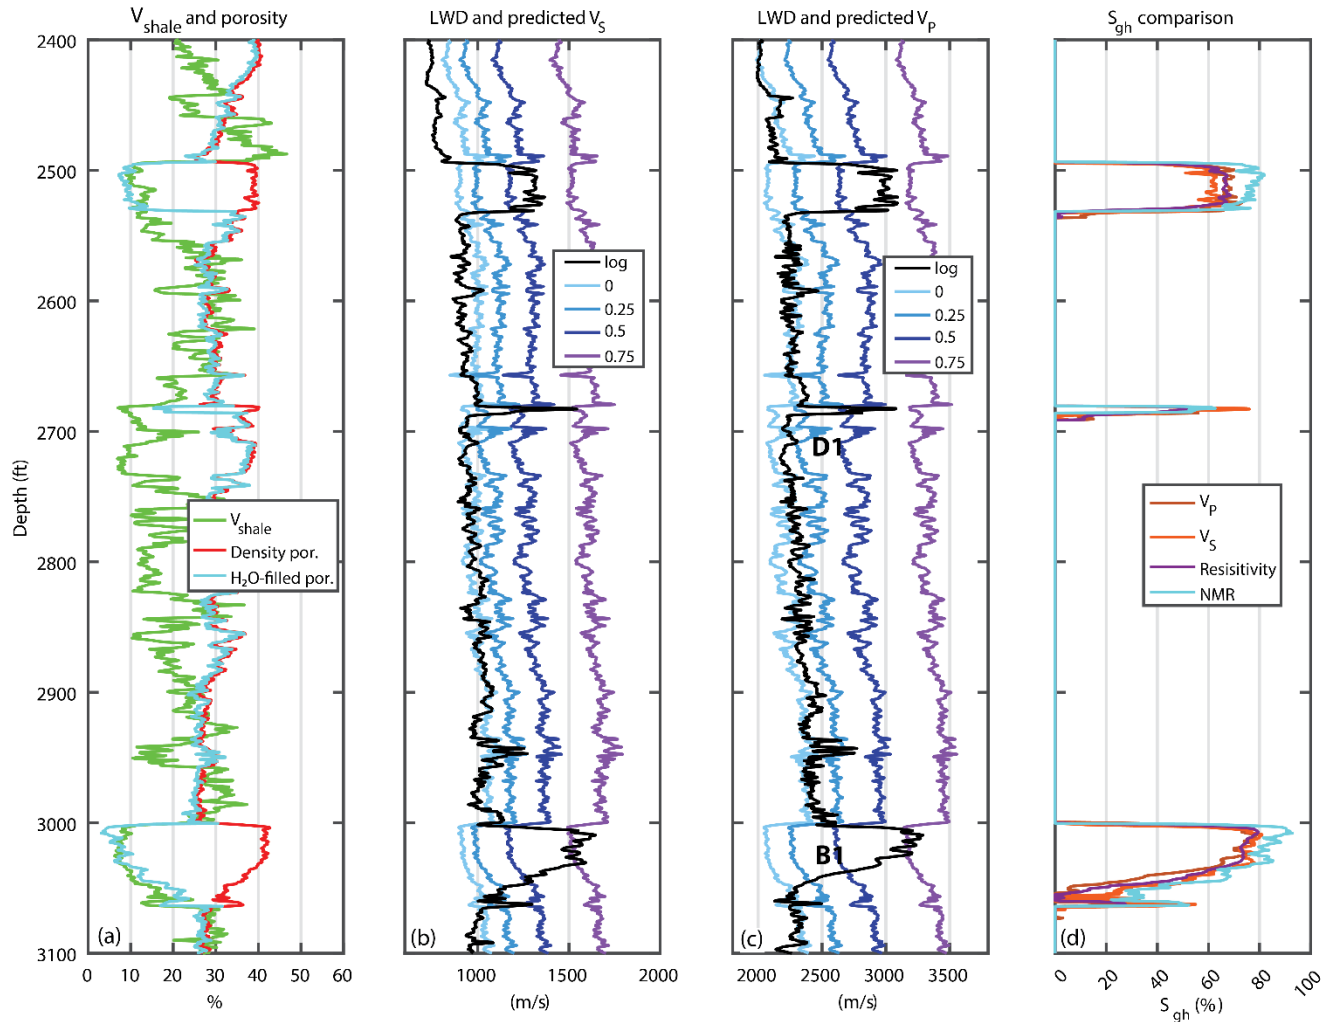 V_shale and porosity
LWD and predicted V_S
LWD and predicted V_P
S_gh comparison
Depth (ft)
2400
2500
2600
2700
2800
2900
3000
3100
V_shale
Density por.
H₂O-filled por.
(a)
0 10 20 30 40 50 60
%
log
0
0.25
0.5
0.75
(b)
1000 1500 2000
(m/s)
log
0
0.25
0.5
0.75
D1
B1
(c)
2000 2500 3000 3500
(m/s)
V_P
V_S
Resisitivity
NMR
(d)
0 20 40 60 80 100
S_gh (%)